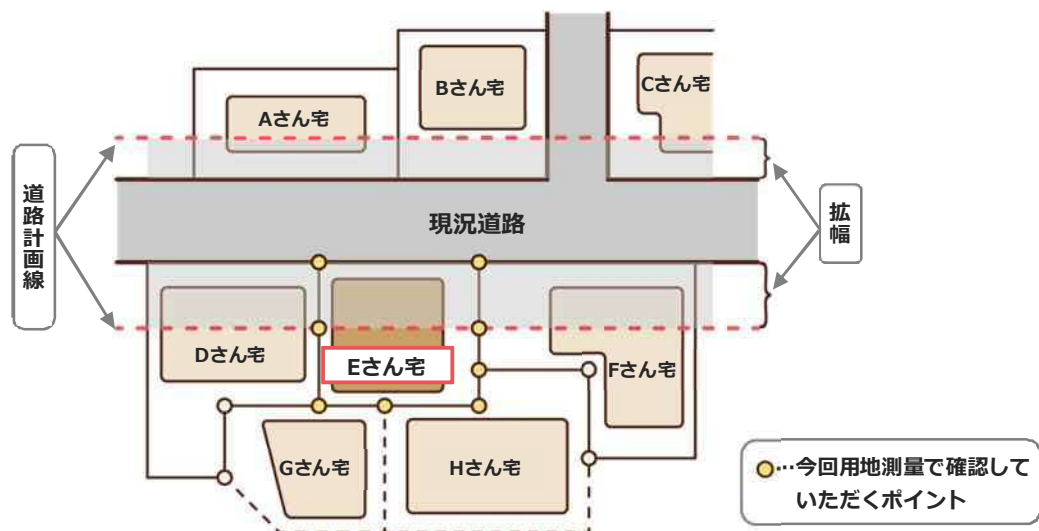 Bさん宅
Cさん宅
Aさん宅
道路計画線
現況道路
拡幅
Dさん宅
Eさん宅
Fさん宅
Gさん宅
Hさん宅
…今回用地測量で確認して
いただくポイント